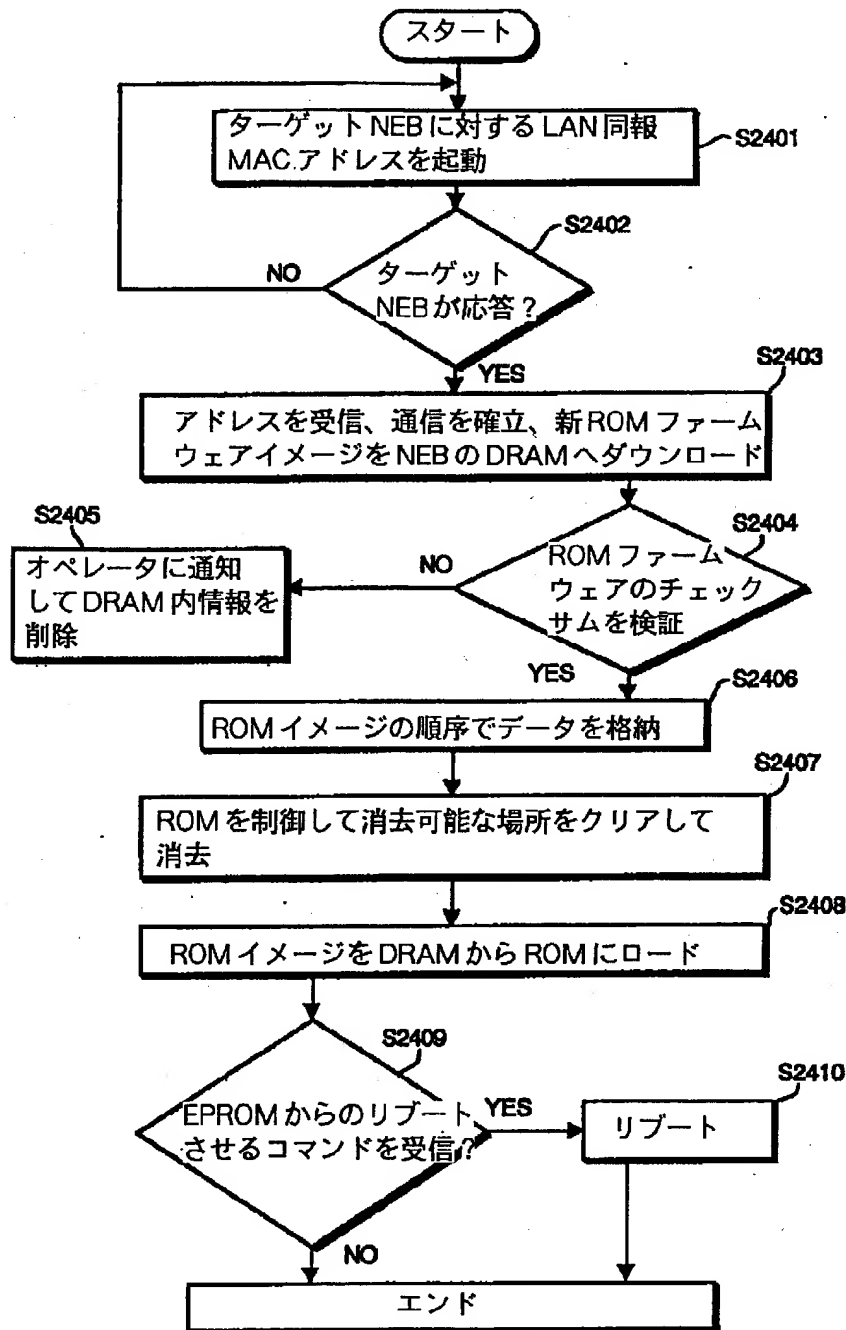 スタート
ターゲットNEBに対するLAN同報
MAC.アドレスを起動
S2401
S2402
ターゲット
NEBが応答？
NO
YES
S2403
アドレスを受信、通信を確立、新ROMファーム
ウェアイメージをNEBのDRAMへダウンロード
S2404
ROMファーム
ウェアのチェック
サムを検証
NO
S2405
オペレータに通知
してDRAM内情報を
削除
YES
S2406
ROMイメージの順序でデータを格納
S2407
ROMを制御して消去可能な場所をクリアして
消去
S2408
ROMイメージをDRAMからROMにロード
S2409
EPROMからのリブート
させるコマンドを受信？
YES
S2410
リブート
NO
エンド